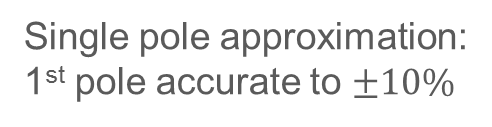 Single pole approximation:
1st pole accurate to ±10%